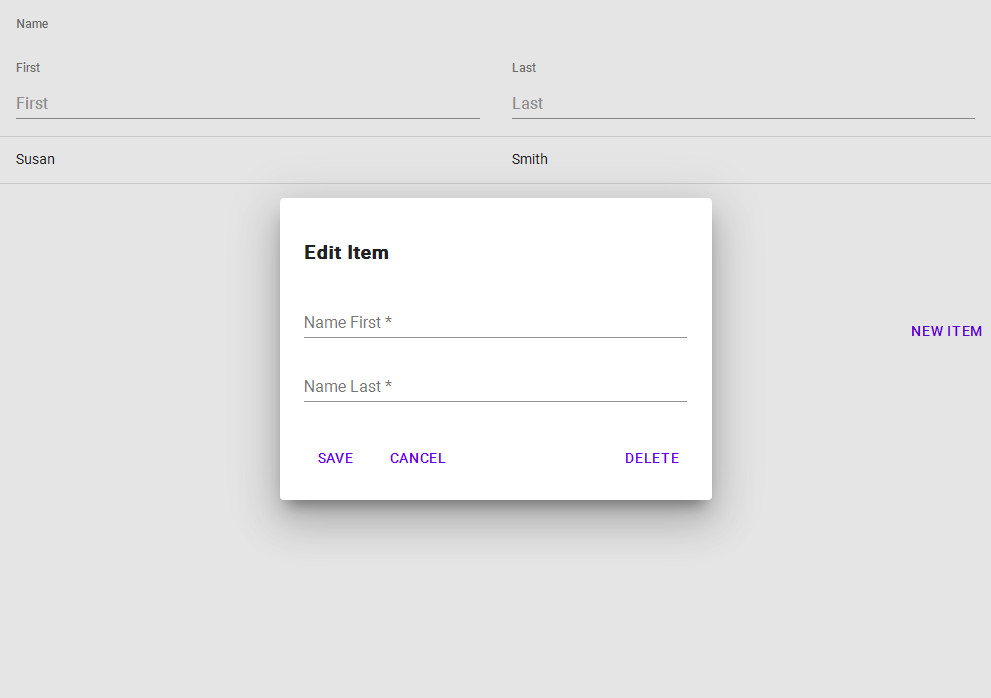 Name
First Last
First Last
Susan Smith
Edit Item
Name First *
NEW ITEM
Name Last *
SAVE CANCEL DELETE